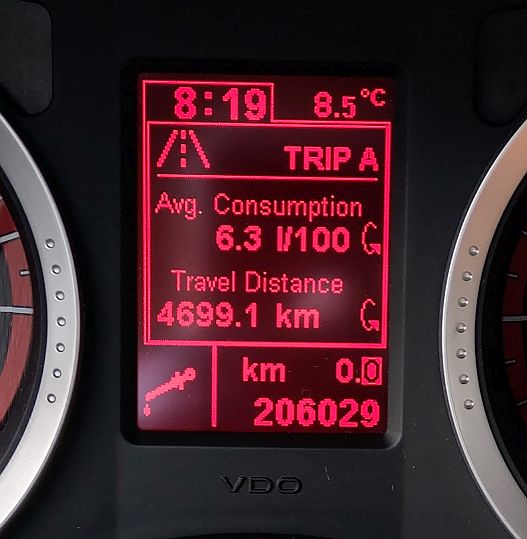 8:19 8.5°C
TRIP A
Avg. Consumption
6.3 l/100
Travel Distance
4699.1 km
km 0.0
206029
VDO